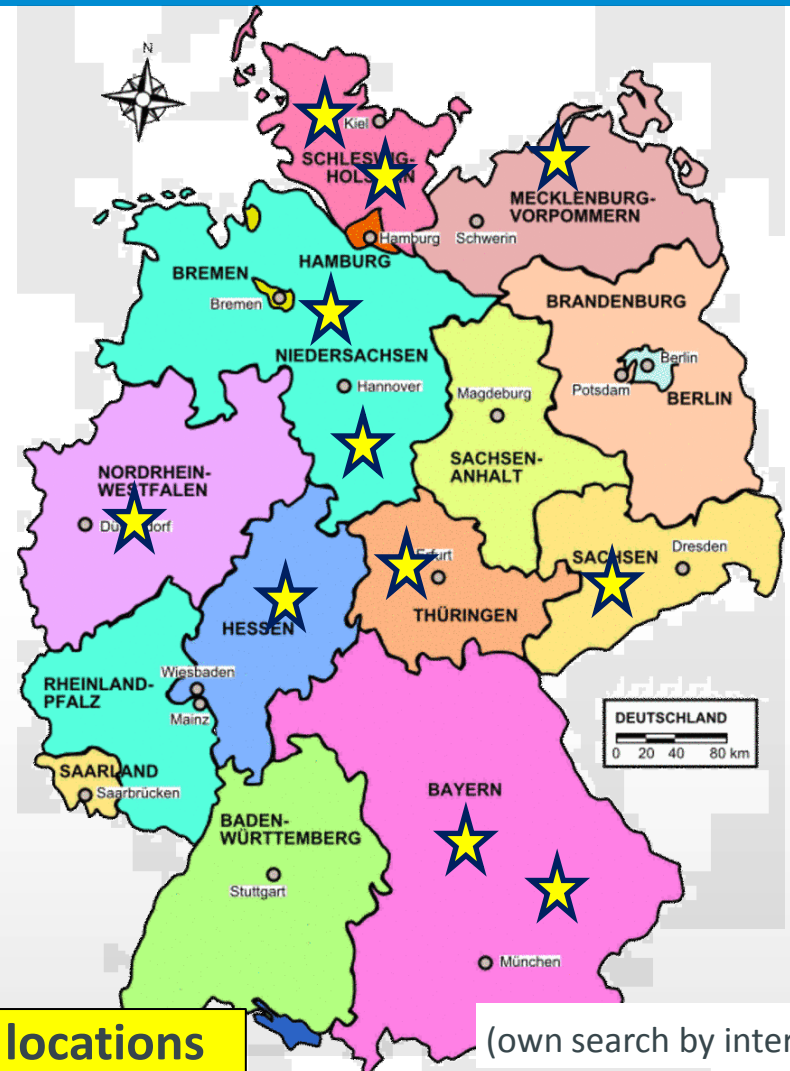 N
Kiel
SCHLESWIG-
HOLS
MECKLENBURG-
VORPOMMERN
Hamburg
Schwerin
HAMBURG
BREMEN
Bremen
BRANDENBURG
NIEDERSACHSEN
Hannover
Berlin
Potsdam
BERLIN
Magdeburg
SACHSEN-
ANHALT
NORDRHEIN-
WESTFALEN
SACHSEN
Dresden
THÜRINGEN
HESSEN
Wiesbaden
Mainz
RHEINLAND-
PFALZ
DEUTSCHLAND
0 20 40 80 km
SAARLAND
Saarbrücken
BAYERN
BADEN-
WÜRTTEMBERG
Stuttgart
München
locations
(own search by inter